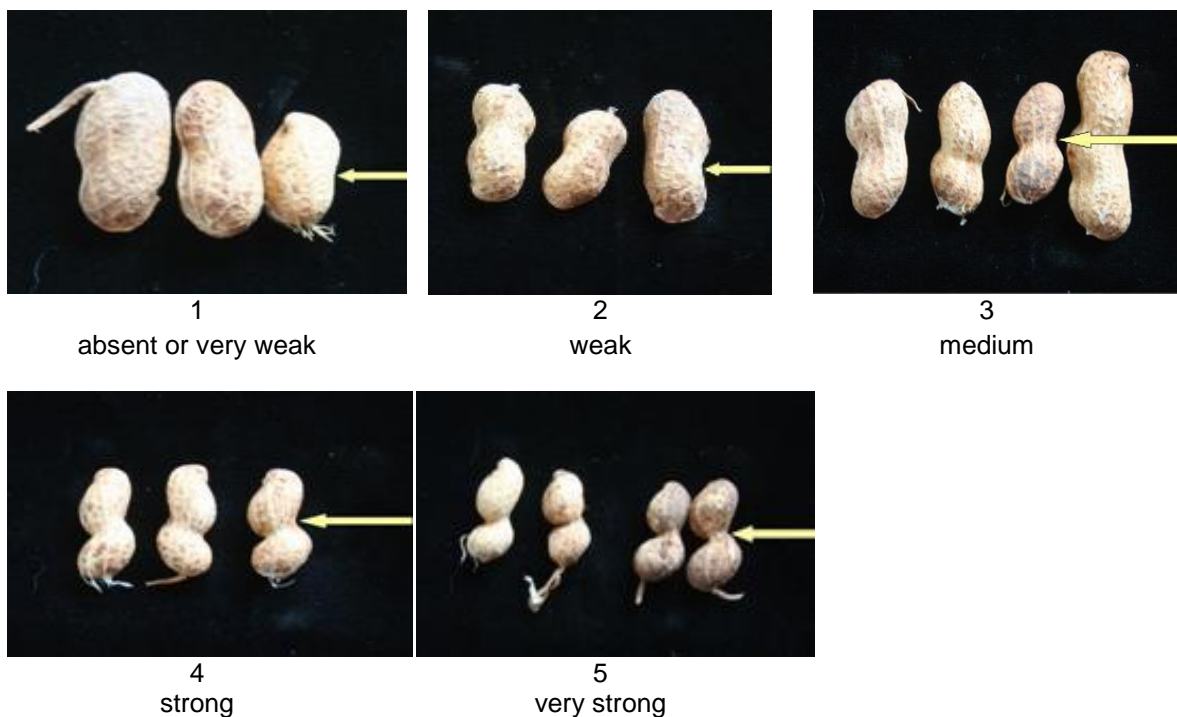 1
absent or very weak
2
weak
3
medium
4
strong
5
very strong